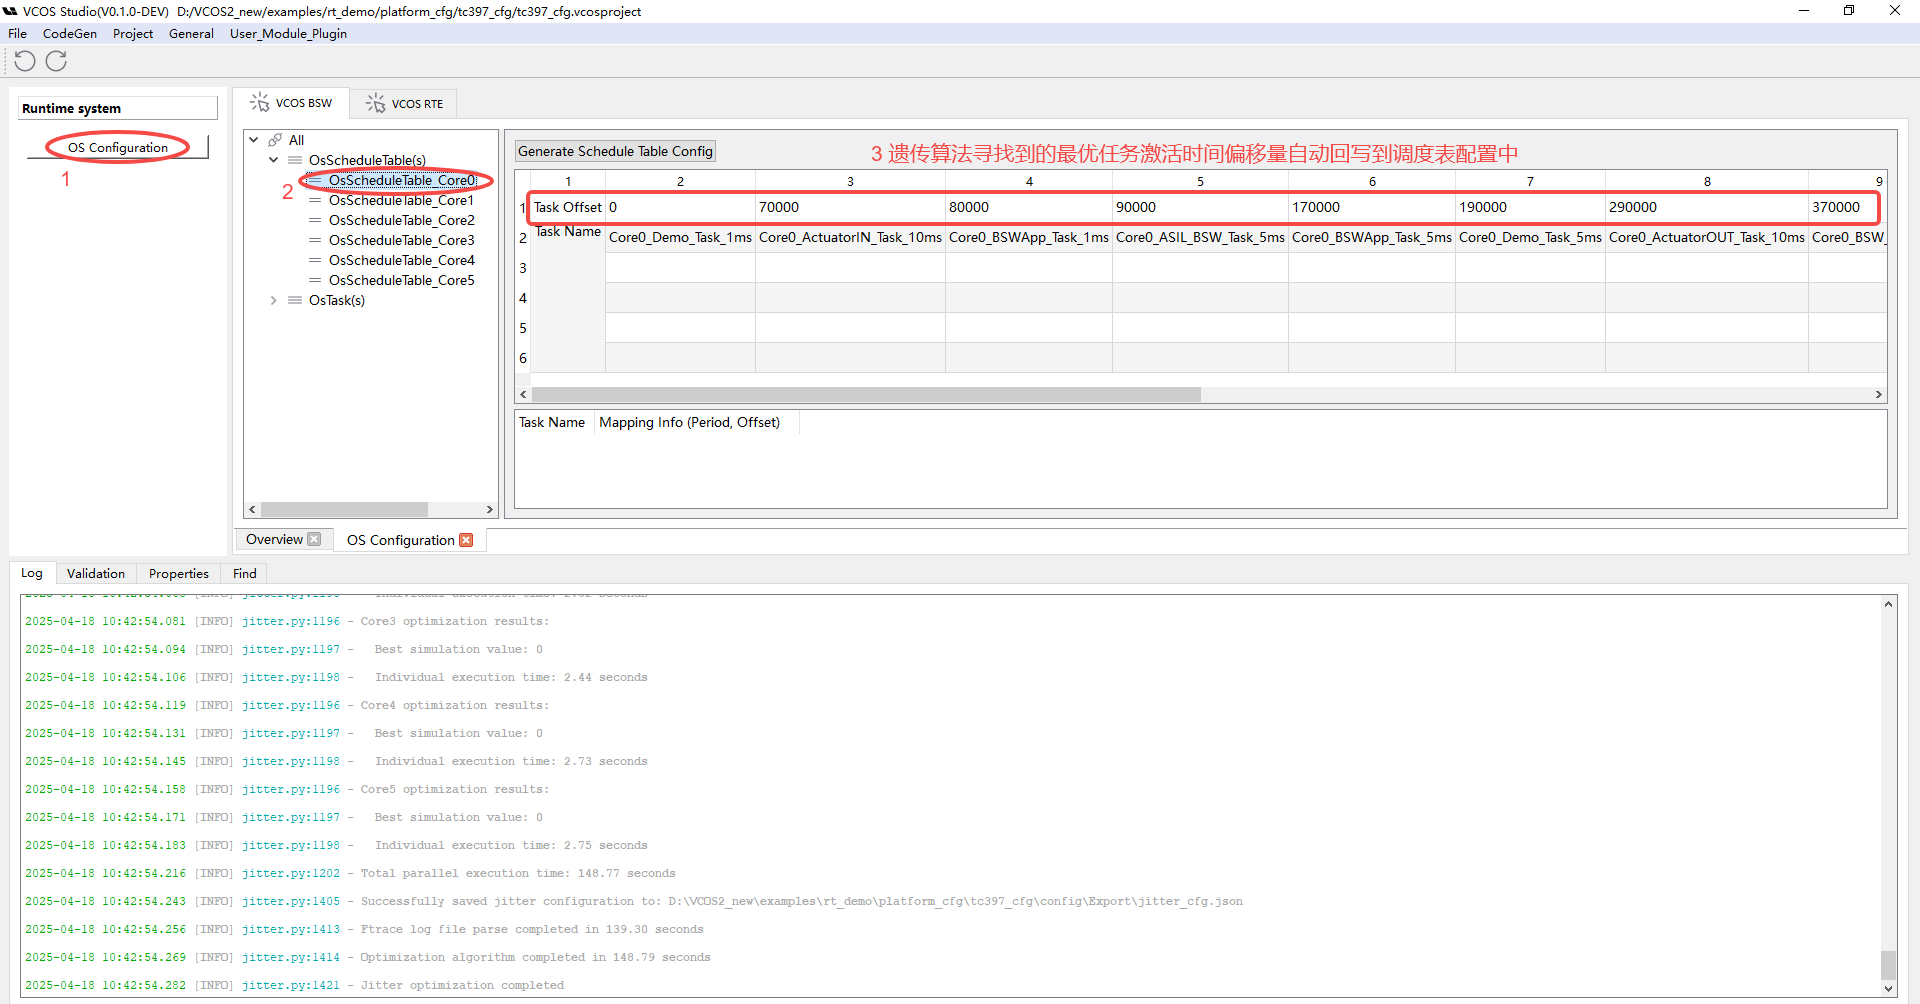 VCOS Studio(V0.1.0-DEV)  D:/VCOS2_new/examples/rt_demo/platform_cfg/tc397_cfg/tc397_cfg.vcosproject
File CodeGen Project General User_Module_Plugin
Runtime system
OS Configuration
1
VCOS BSW VCOS RTE
All
OsScheduleTable(s)
2
OsScheduleTable_Core0
OsScheduleTable_Core1
OsScheduleTable_Core2
OsScheduleTable_Core3
OsScheduleTable_Core4
OsScheduleTable_Core5
OsTask(s)
Generate Schedule Table Config
3 遗传算法寻找到的最优任务激活时间偏移量自动回写到调度表配置中
1 2 3 4 5 6 7 8 9
1 Task Offset 0 70000 80000 90000 170000 190000 290000 370000
2 Task Name Core0_Demo_Task_1ms Core0_ActuatorIN_Task_10ms Core0_BSWApp_Task_1ms Core0_ASIL_BSW_Task_5ms Core0_BSWApp_Task_5ms Core0_Demo_Task_5ms Core0_ActuatorOUT_Task_10ms Core0_BSW_
3
4
5
6
Task Name Mapping Info (Period, Offset)
Overview OS Configuration
Log Validation Properties Find
2025-04-18 10:42:54.081 [INFO] jitter.py:1196 - Core3 optimization results:
2025-04-18 10:42:54.094 [INFO] jitter.py:1197 -   Best simulation value: 0
2025-04-18 10:42:54.106 [INFO] jitter.py:1198 -   Individual execution time: 2.44 seconds
2025-04-18 10:42:54.119 [INFO] jitter.py:1196 - Core4 optimization results:
2025-04-18 10:42:54.131 [INFO] jitter.py:1197 -   Best simulation value: 0
2025-04-18 10:42:54.145 [INFO] jitter.py:1198 -   Individual execution time: 2.73 seconds
2025-04-18 10:42:54.158 [INFO] jitter.py:1196 - Core5 optimization results:
2025-04-18 10:42:54.171 [INFO] jitter.py:1197 -   Best simulation value: 0
2025-04-18 10:42:54.183 [INFO] jitter.py:1198 -   Individual execution time: 2.75 seconds
2025-04-18 10:42:54.216 [INFO] jitter.py:1202 - Total parallel execution time: 148.77 seconds
2025-04-18 10:42:54.243 [INFO] jitter.py:1405 - Successfully saved jitter configuration to: D:\VCOS2_new\examples\rt_demo\platform_cfg\tc397_cfg\config\Export\jitter_cfg.json
2025-04-18 10:42:54.256 [INFO] jitter.py:1413 - Ftrace log file parse completed in 139.30 seconds
2025-04-18 10:42:54.269 [INFO] jitter.py:1414 - Optimization algorithm completed in 148.79 seconds
2025-04-18 10:42:54.282 [INFO] jitter.py:1421 - Jitter optimization completed